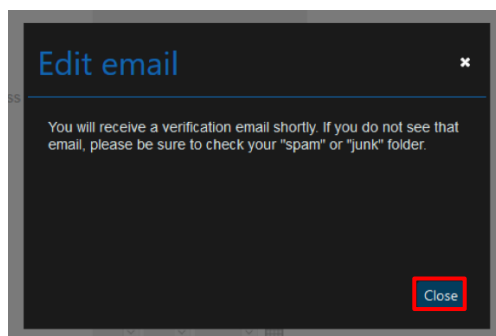 Edit email
ss
You will receive a verification email shortly. If you do not see that
email, please be sure to check your "spam" or "junk" folder.
Close